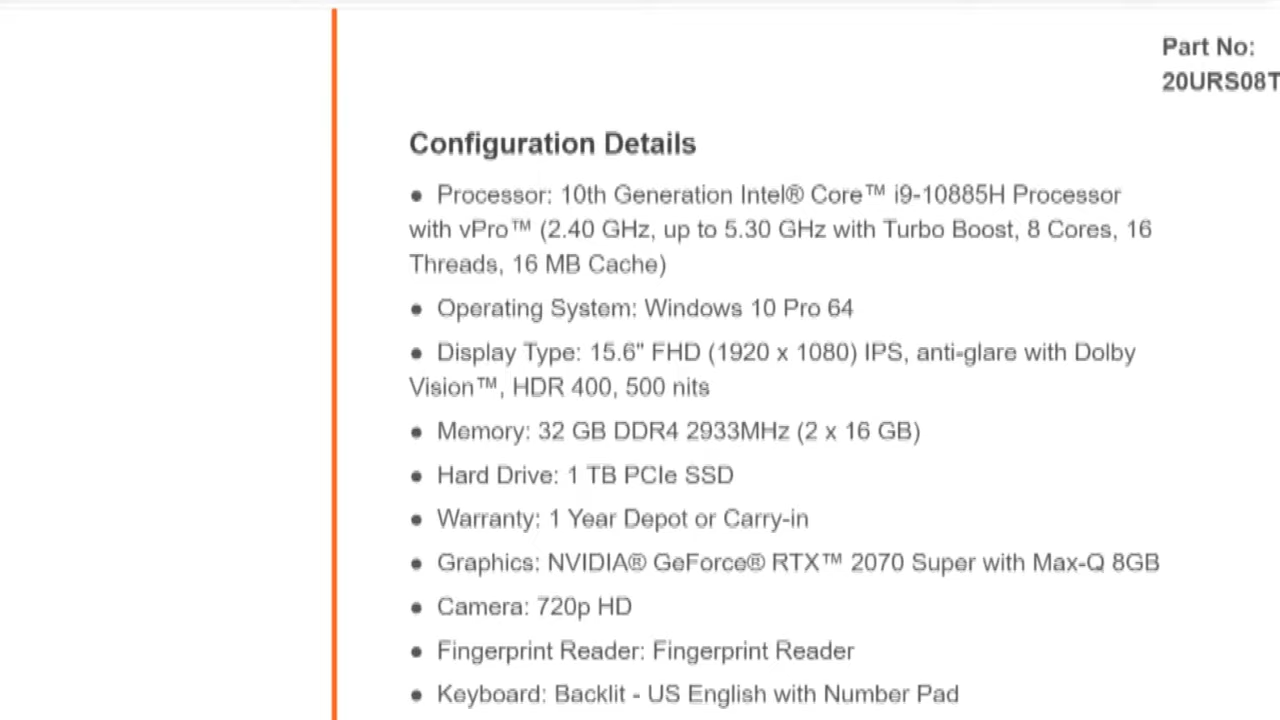 Part No:
20URS08T
Configuration Details
● Processor: 10th Generation Intel® Core™ i9-10885H Processor
with vPro™ (2.40 GHz, up to 5.30 GHz with Turbo Boost, 8 Cores, 16
Threads, 16 MB Cache)
● Operating System: Windows 10 Pro 64
● Display Type: 15.6" FHD (1920 x 1080) IPS, anti-glare with Dolby
Vision™, HDR 400, 500 nits
● Memory: 32 GB DDR4 2933MHz (2 x 16 GB)
● Hard Drive: 1 TB PCIe SSD
● Warranty: 1 Year Depot or Carry-in
● Graphics: NVIDIA® GeForce® RTX™ 2070 Super with Max-Q 8GB
● Camera: 720p HD
● Fingerprint Reader: Fingerprint Reader
● Keyboard: Backlit - US English with Number Pad